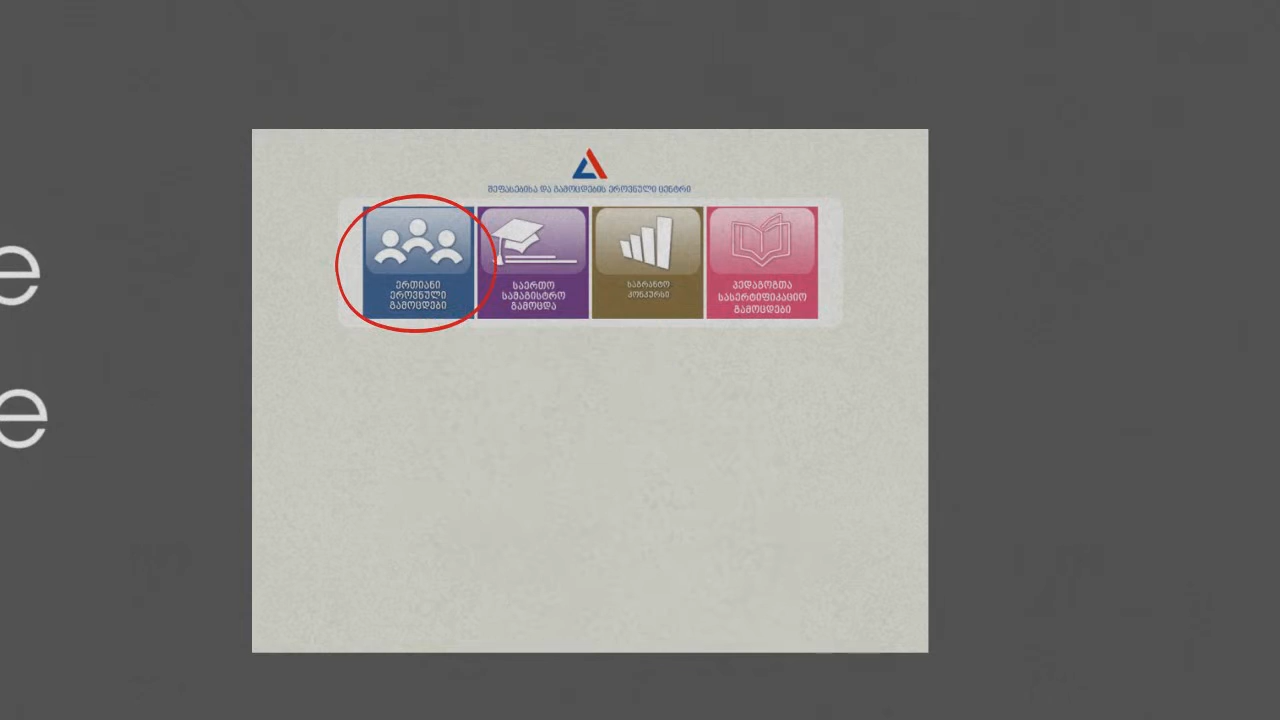 შეფასებისა და გამოცდების ეროვნული ცენტრი
ერთიანი
ეროვნული
გამოცდები
საერთო
სამაგისტრო
გამოცდა
საგრანტო
კონკურსი
პედაგოგთა
სასერტიფიკაციო
გამოცდები
e
e